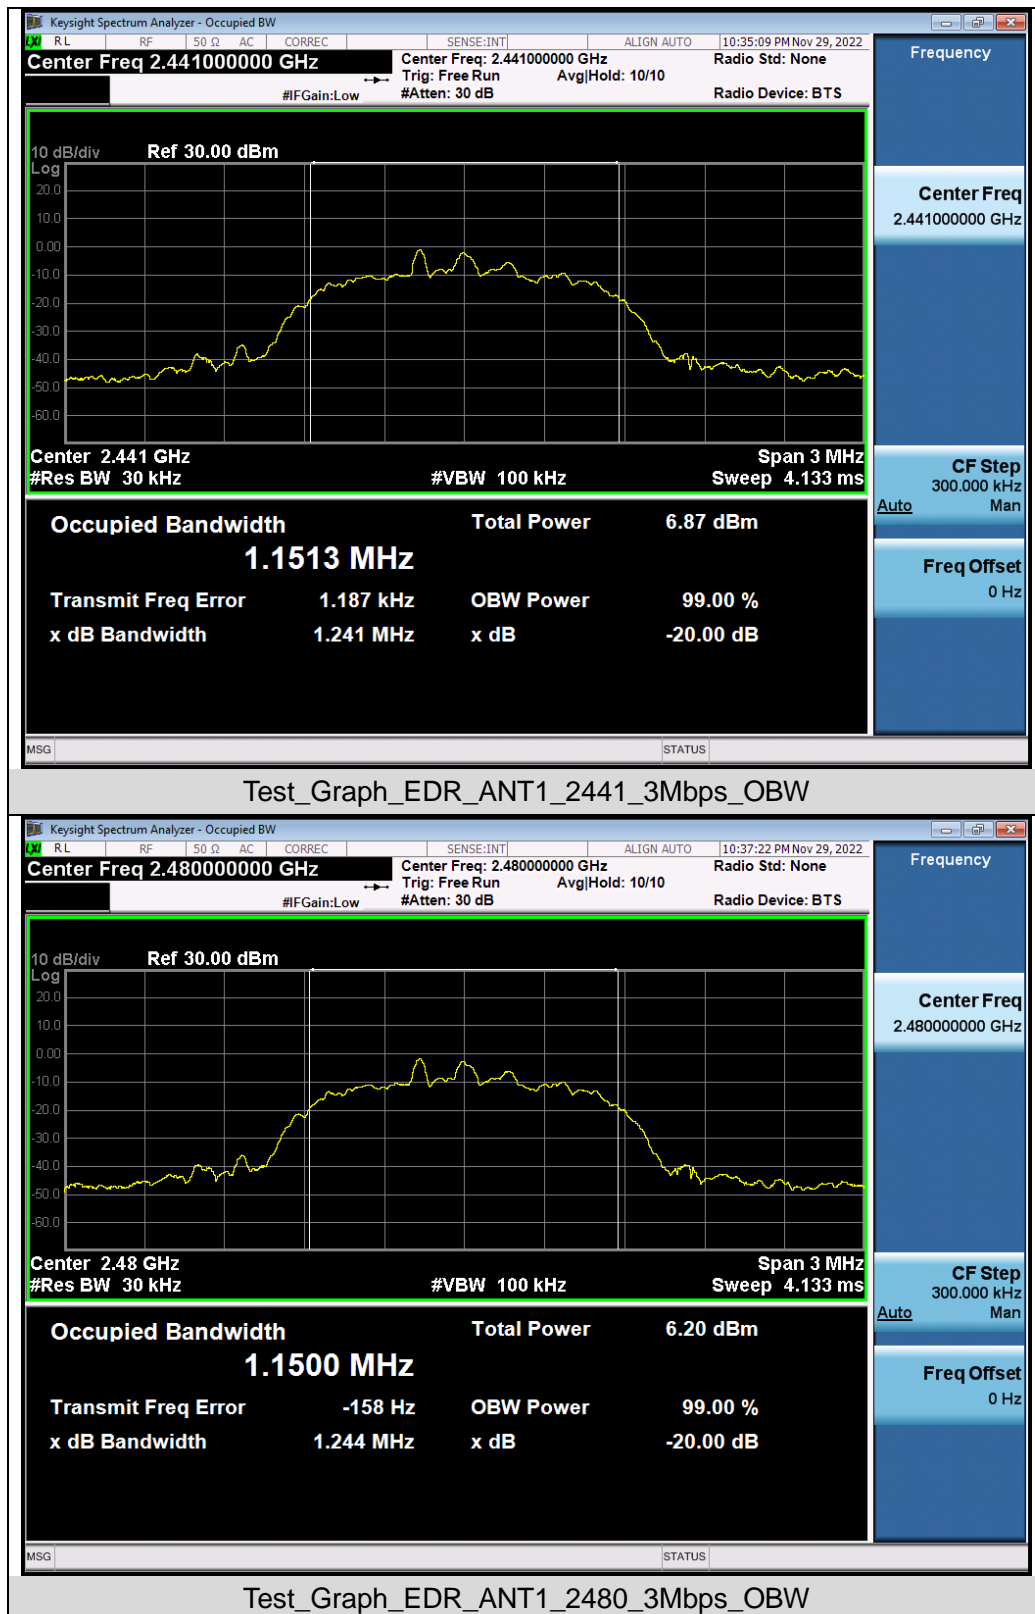 Keysight Spectrum Analyzer - Occupied BW
LXI RL RF 50 Ω AC CORREC SENSE:INT ALIGN AUTO 10:35:09 PM Nov 29, 2022
Center Freq 2.441000000 GHz
Center Freq: 2.441000000 GHz
Radio Std: None
Trig: Free Run Avg|Hold: 10/10
#IFGain:Low #Atten: 30 dB
Radio Device: BTS
Frequency
10 dB/div Ref 30.00 dBm
Log
20.0
10.0
0.00
-10.0
-20.0
-30.0
-40.0
-50.0
-60.0
Center 2.441 GHz
Span 3 MHz
#Res BW 30 kHz
#VBW 100 kHz
Sweep 4.133 ms
Center Freq
2.441000000 GHz
CF Step
300.000 kHz
Auto Man
Freq Offset
0 Hz
Occupied Bandwidth
Total Power 6.87 dBm
1.1513 MHz
Transmit Freq Error 1.187 kHz
OBW Power 99.00 %
x dB Bandwidth 1.241 MHz
x dB -20.00 dB
MSG STATUS
Test_Graph_EDR_ANT1_2441_3Mbps_OBW
Keysight Spectrum Analyzer - Occupied BW
LXI RL RF 50 Ω AC CORREC SENSE:INT ALIGN AUTO 10:37:22 PM Nov 29, 2022
Center Freq 2.480000000 GHz
Center Freq: 2.480000000 GHz
Radio Std: None
Trig: Free Run Avg|Hold: 10/10
#IFGain:Low #Atten: 30 dB
Radio Device: BTS
Frequency
10 dB/div Ref 30.00 dBm
Log
20.0
10.0
0.00
-10.0
-20.0
-30.0
-40.0
-50.0
-60.0
Center 2.48 GHz
Span 3 MHz
#Res BW 30 kHz
#VBW 100 kHz
Sweep 4.133 ms
Center Freq
2.480000000 GHz
CF Step
300.000 kHz
Auto Man
Freq Offset
0 Hz
Occupied Bandwidth
Total Power 6.20 dBm
1.1500 MHz
Transmit Freq Error -158 Hz
OBW Power 99.00 %
x dB Bandwidth 1.244 MHz
x dB -20.00 dB
MSG STATUS
Test_Graph_EDR_ANT1_2480_3Mbps_OBW